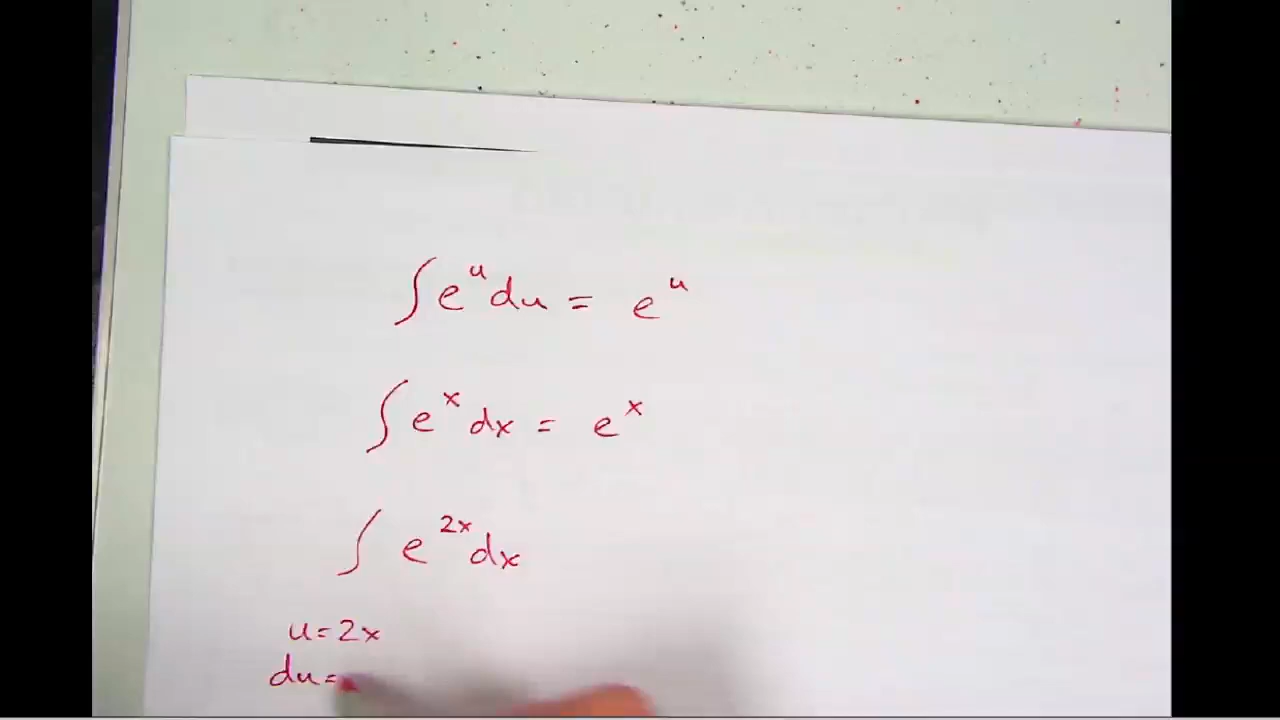 ∫e^u du = e^u
∫e^x dx = e^x
∫e^2x dx
u=2x
du=